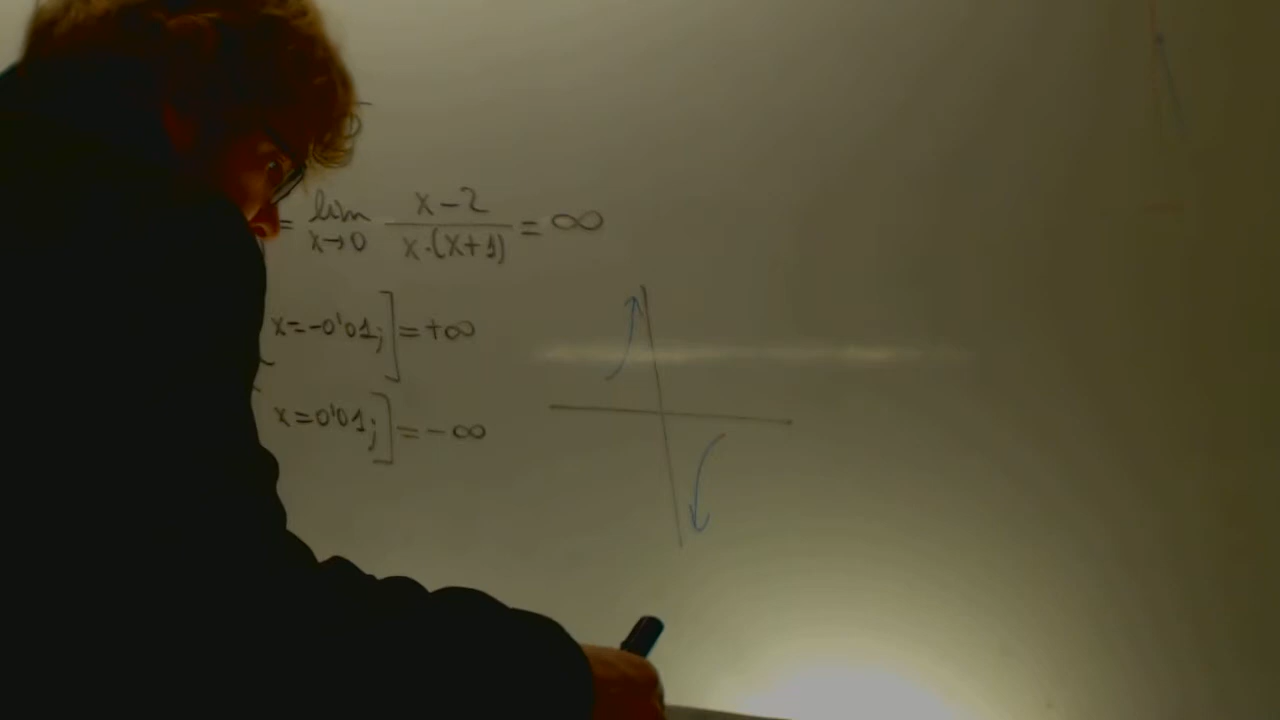 = lim x→0 x-2 / x·(x+1) = ∞
x=-0'01;] = +∞
x=0'01;] = -∞